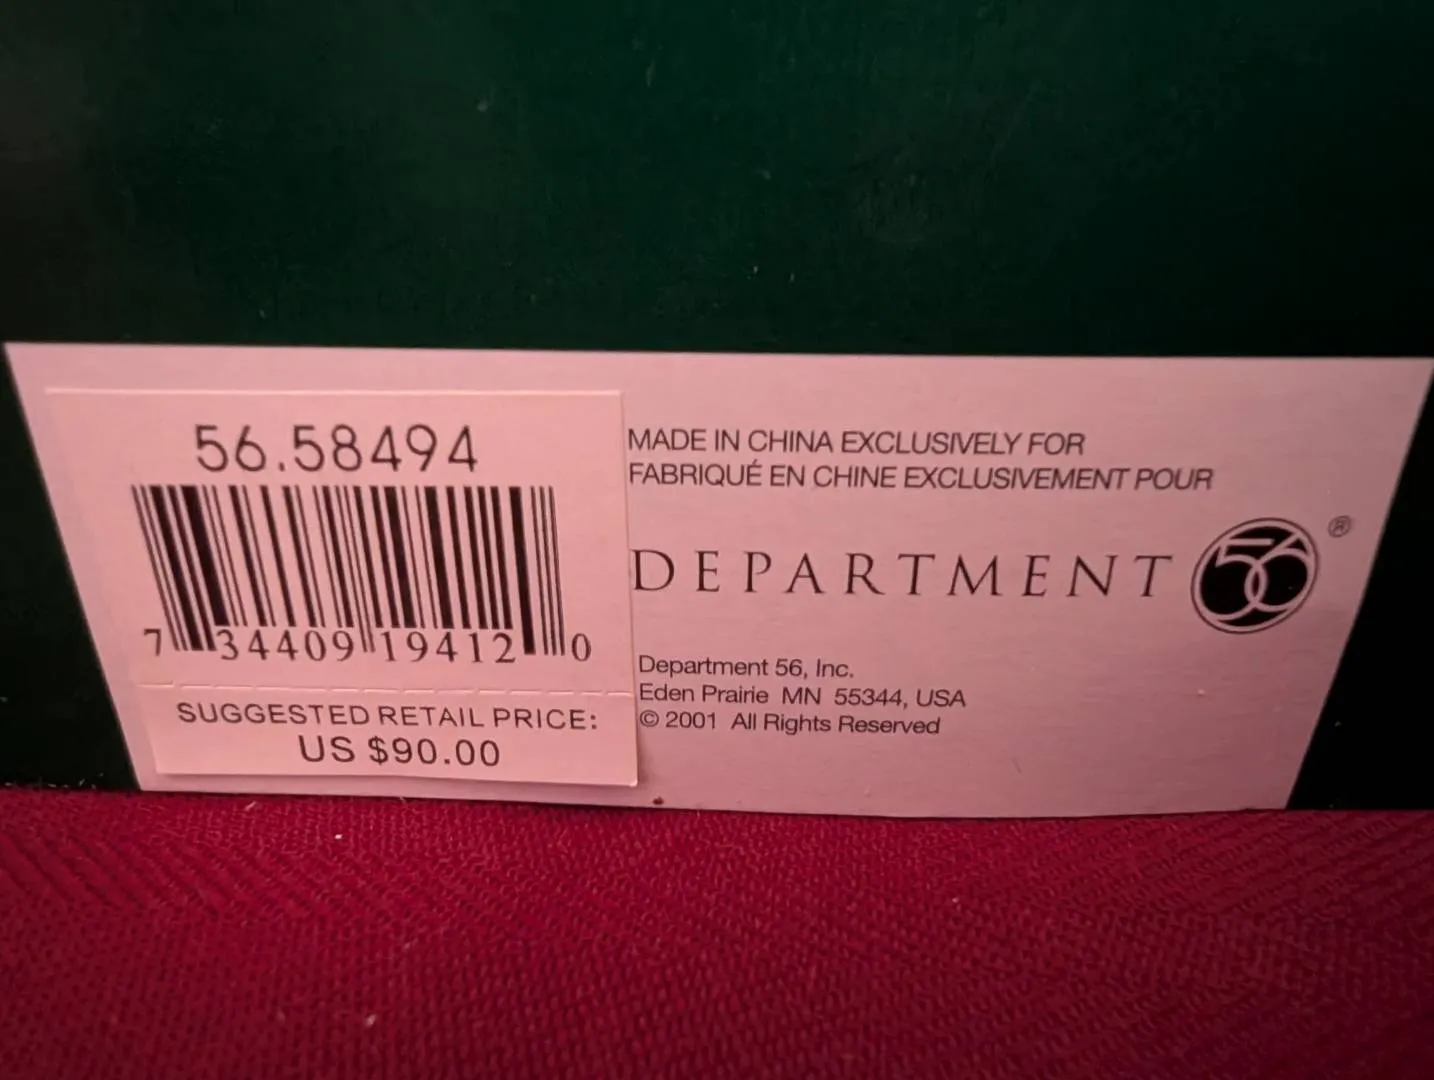 56.58494
7 34409 19412 0
SUGGESTED RETAIL PRICE:
US $90.00
MADE IN CHINA EXCLUSIVELY FOR
FABRIQUÉ EN CHINE EXCLUSIVEMENT POUR
DEPARTMENT 56 ®
Department 56, Inc.
Eden Prairie MN 55344, USA
© 2001 All Rights Reserved